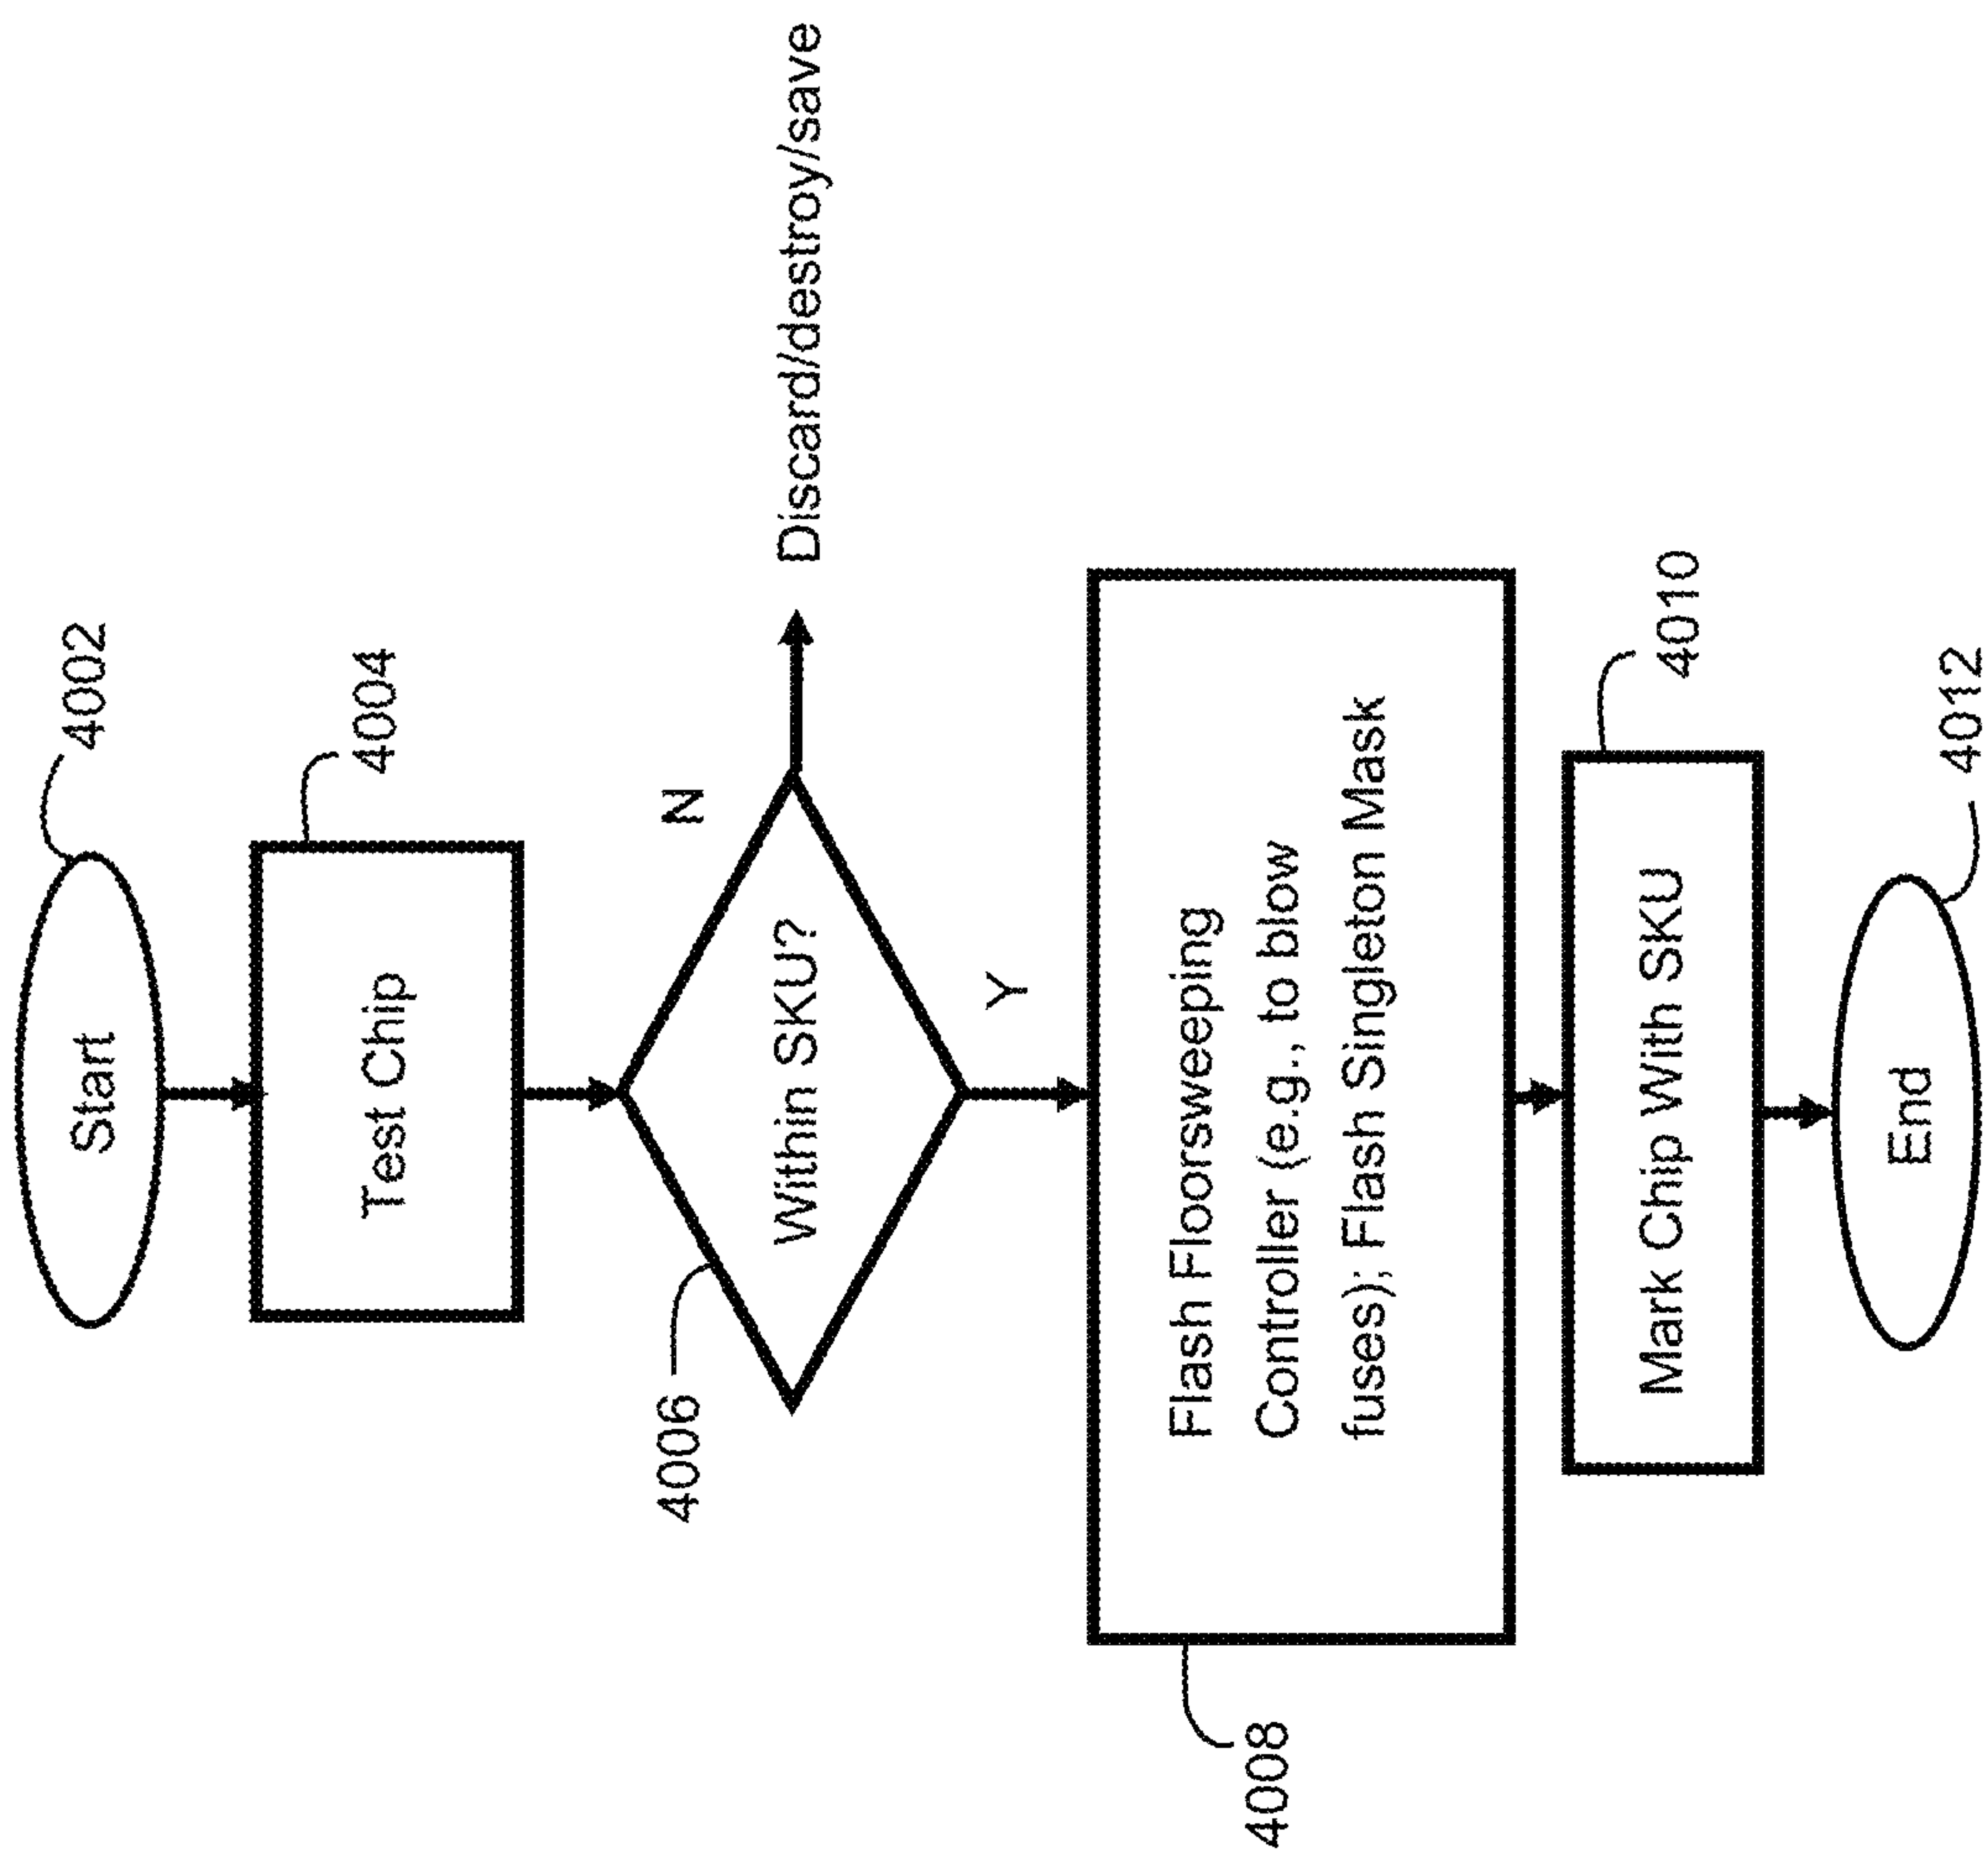 Start
4002
Test Chip
4004
4006
Within SKU?
N
Discard/destroy/save
Y
Flash Floorsweeping
Controller (e.g., to blow
fuses); Flash Singleton Mask
4008
Mark Chip With SKU
4010
End
4012